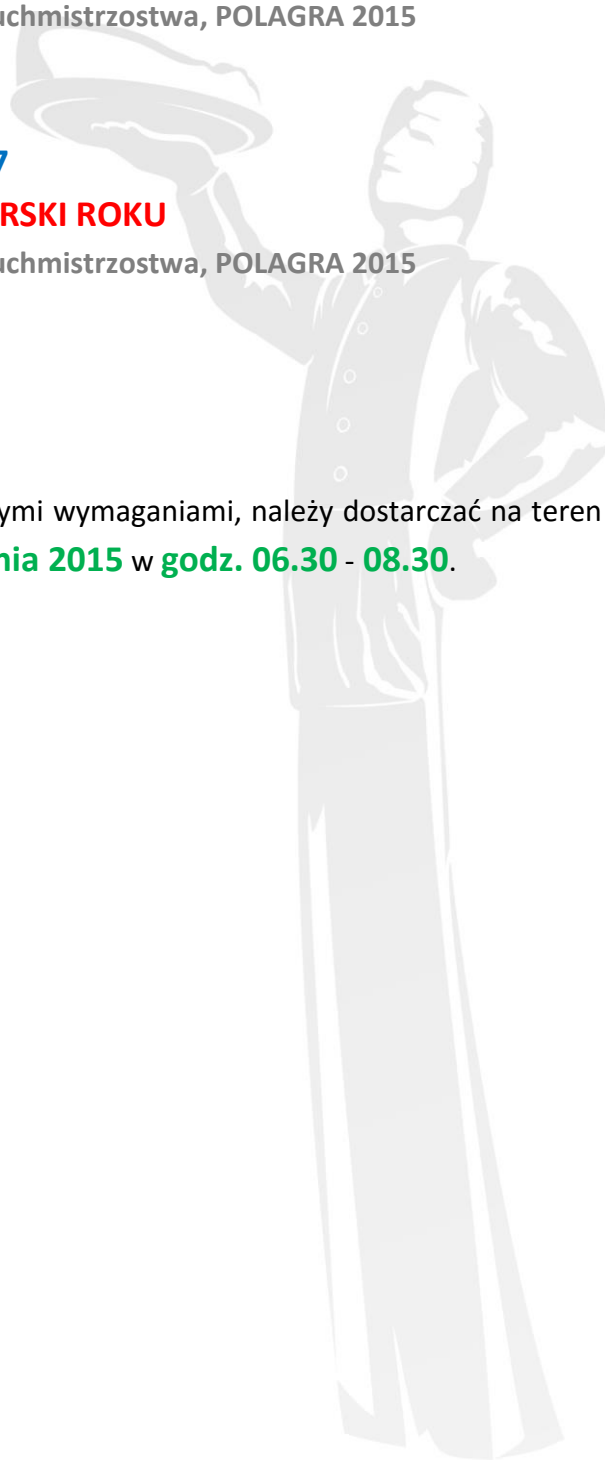 uchmistrzostwa, POLAGRA 2015
7
RSKI ROKU
uchmistrzostwa, POLAGRA 2015
ymi wymaganiami, należy dostarczać na teren
nia 2015 w godz. 06.30 - 08.30.